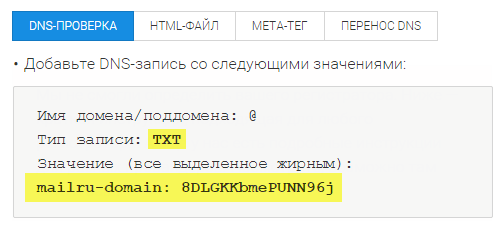 DNS-ПРОВЕРКА HTML-ФАЙЛ META-ТЕГ ПЕРЕНОС DNS
• Добавьте DNS-запись со следующими значениями:
Имя домена/поддомена: @
Тип записи: TXT
Значение (все выделенное жирным):
mailru-domain: 8DLGKKbmePUNN96j